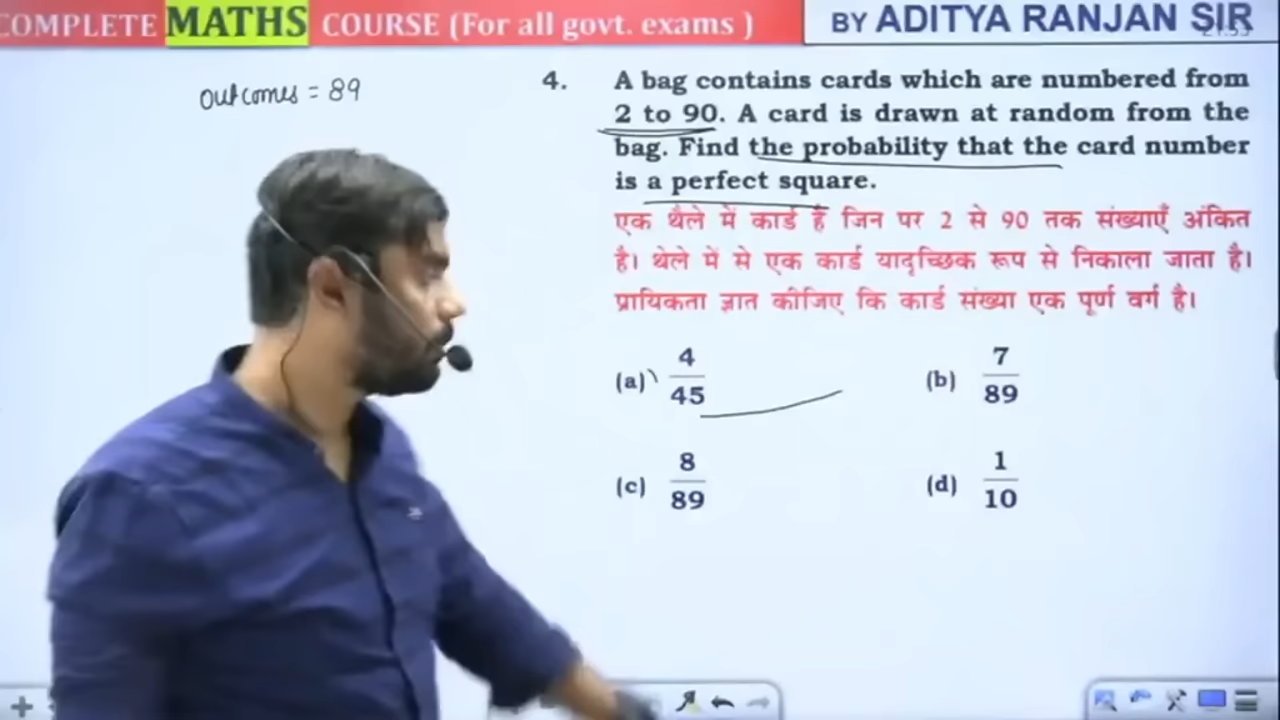 COMPLETE MATHS COURSE (For all govt. exams )
BY ADITYA RANJAN SIR
outcomes = 89
4. A bag contains cards which are numbered from
2 to 90. A card is drawn at random from the
bag. Find the probability that the card number
is a perfect square.
एक थैले में कार्ड हैं जिन पर 2 से 90 तक संख्याएँ अंकित
है। थेले में से एक कार्ड यादृच्छिक रूप से निकाला जाता है।
प्रायिकता ज्ञात कीजिए कि कार्ड संख्या एक पूर्ण वर्ग है।
(a) 4/45 (b) 7/89
(c) 8/89 (d) 1/10